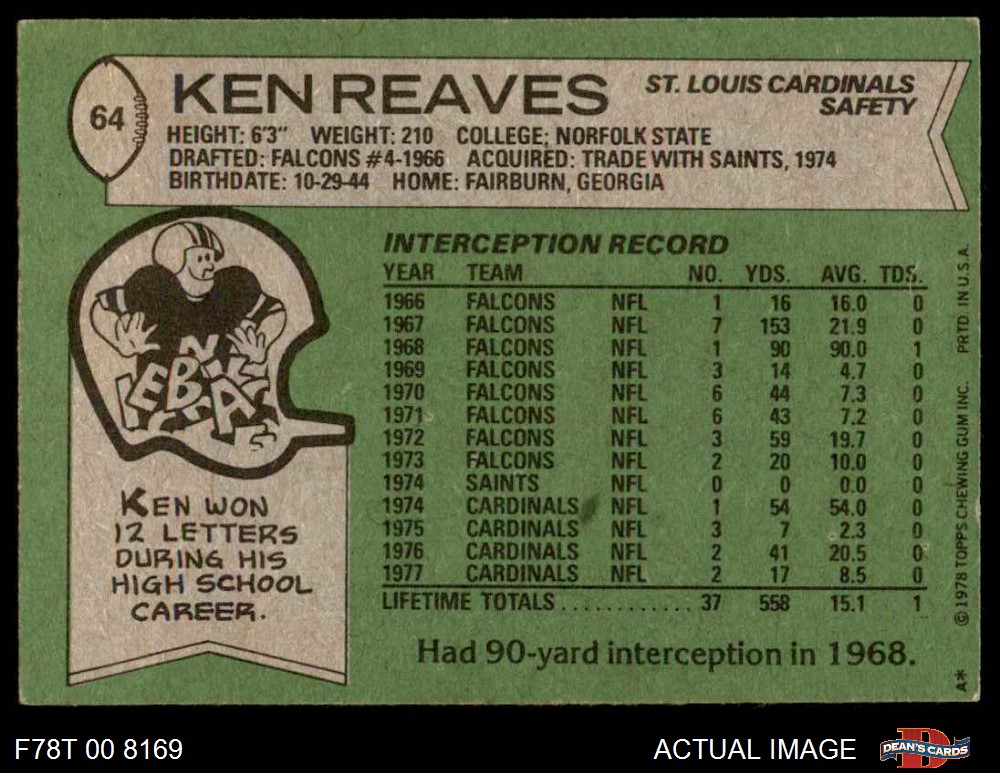 64
KEN REAVES
ST. LOUIS CARDINALS
SAFETY
HEIGHT: 6'3" WEIGHT: 210 COLLEGE: NORFOLK STATE
DRAFTED: FALCONS #4-1966 ACQUIRED: TRADE WITH SAINTS, 1974
BIRTHDATE: 10-29-44 HOME: FAIRBURN, GEORGIA
INTERCEPTION RECORD
YEAR TEAM NO. YDS. AVG. TDS.
1966 FALCONS NFL 1 16 16.0 0
1967 FALCONS NFL 7 153 21.9 0
1968 FALCONS NFL 1 90 90.0 1
1969 FALCONS NFL 3 14 4.7 0
1970 FALCONS NFL 6 44 7.3 0
1971 FALCONS NFL 6 43 7.2 0
1972 FALCONS NFL 3 59 19.7 0
1973 FALCONS NFL 2 20 10.0 0
1974 SAINTS NFL 0 0 0.0 0
1974 CARDINALS NFL 1 54 54.0 0
1975 CARDINALS NFL 3 7 2.3 0
1976 CARDINALS NFL 2 41 20.5 0
1977 CARDINALS NFL 2 17 8.5 0
LIFETIME TOTALS............ 37 558 15.1 1
Had 90-yard interception in 1968.
KEN WON
12 LETTERS
DURING HIS
HIGH SCHOOL
CAREER.
A* © 1978 TOPPS CHEWING GUM INC. PRTD. IN U.S.A.
F78T 00 8169
ACTUAL IMAGE
D
DEAN'S CARDS